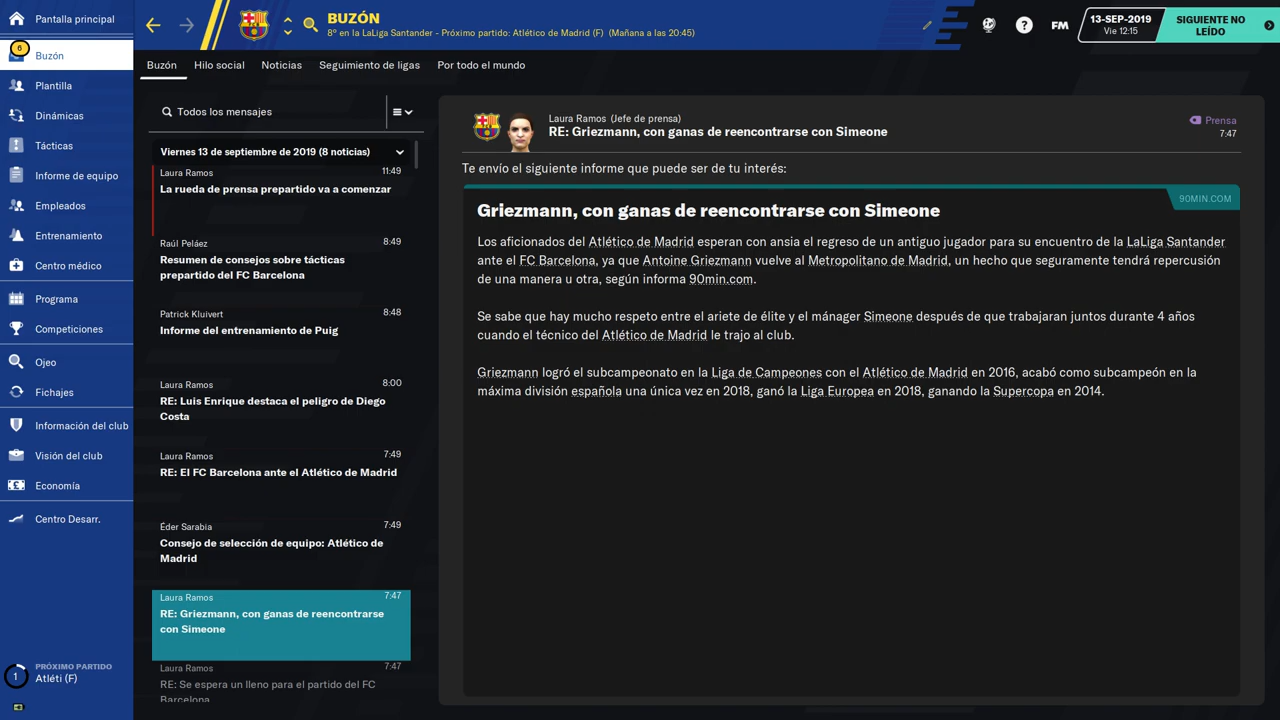 Pantalla principal
6
Buzón
Plantilla
Dinámicas
Tácticas
Informe de equipo
Empleados
Entrenamiento
Centro médico
Programa
Competiciones
Ojeo
Fichajes
Información del club
Visión del club
Economía
Centro Desarr.
PRÓXIMO PARTIDO
1
Atléti (F)
BUZÓN
8º en la LaLiga Santander - Próximo partido: Atlético de Madrid (F) (Mañana a las 20:45)
?
FM
13-SEP-2019
Vie 12:15
SIGUIENTE NO
LEÍDO
Buzón Hilo social Noticias Seguimiento de ligas Por todo el mundo
Todos los mensajes
Viernes 13 de septiembre de 2019 (8 noticias)
Laura Ramos 11:49
La rueda de prensa prepartido va a comenzar
Raúl Peláez 8:49
Resumen de consejos sobre tácticas
prepartido del FC Barcelona
Patrick Kluivert 8:48
Informe del entrenamiento de Puig
Laura Ramos 8:00
RE: Luis Enrique destaca el peligro de Diego
Costa
Laura Ramos 7:49
RE: El FC Barcelona ante el Atlético de Madrid
Éder Sarabia 7:49
Consejo de selección de equipo: Atlético de
Madrid
Laura Ramos 7:47
RE: Griezmann, con ganas de reencontrarse
con Simeone
Laura Ramos 7:47
RE: Se espera un lleno para el partido del FC
Barcelona
Laura Ramos (Jefe de prensa)
RE: Griezmann, con ganas de reencontrarse con Simeone
Prensa
7:47
Te envío el siguiente informe que puede ser de tu interés:
90MIN.COM
Griezmann, con ganas de reencontrarse con Simeone
Los aficionados del Atlético de Madrid esperan con ansia el regreso de un antiguo jugador para su encuentro de la LaLiga Santander
ante el FC Barcelona, ya que Antoine Griezmann vuelve al Metropolitano de Madrid, un hecho que seguramente tendrá repercusión
de una manera u otra, según informa 90min.com.
Se sabe que hay mucho respeto entre el ariete de élite y el mánager Simeone después de que trabajaran juntos durante 4 años
cuando el técnico del Atlético de Madrid le trajo al club.
Griezmann logró el subcampeonato en la Liga de Campeones con el Atlético de Madrid en 2016, acabó como subcampeón en la
máxima división española una única vez en 2018, ganó la Liga Europea en 2018, ganando la Supercopa en 2014.